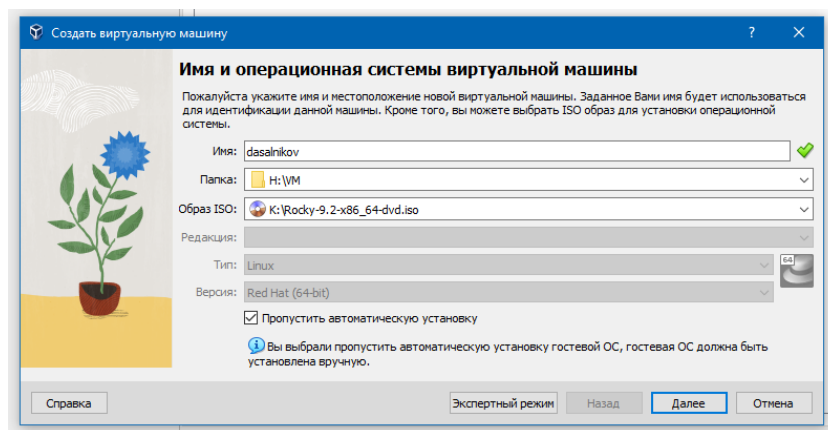 Создать виртуальную машину
Имя и операционная системы виртуальной машины
Пожалуйста укажите имя и местоположение новой виртуальной машины. Заданное Вами имя будет использоваться
для идентификации данной машины. Кроме того, вы можете выбрать ISO образ для установки операционной
системы.
Имя: dasalnikov
Папка: H:\VM
Образ ISO: K:\Rocky-9.2-x86_64-dvd.iso
Редакция:
Тип: Linux
64
Версия: Red Hat (64-bit)
Пропустить автоматическую установку
Вы выбрали пропустить автоматическую установку гостевой ОС, гостевая ОС должна быть
установлена вручную.
Справка Экспертный режим Назад Далее Отмена